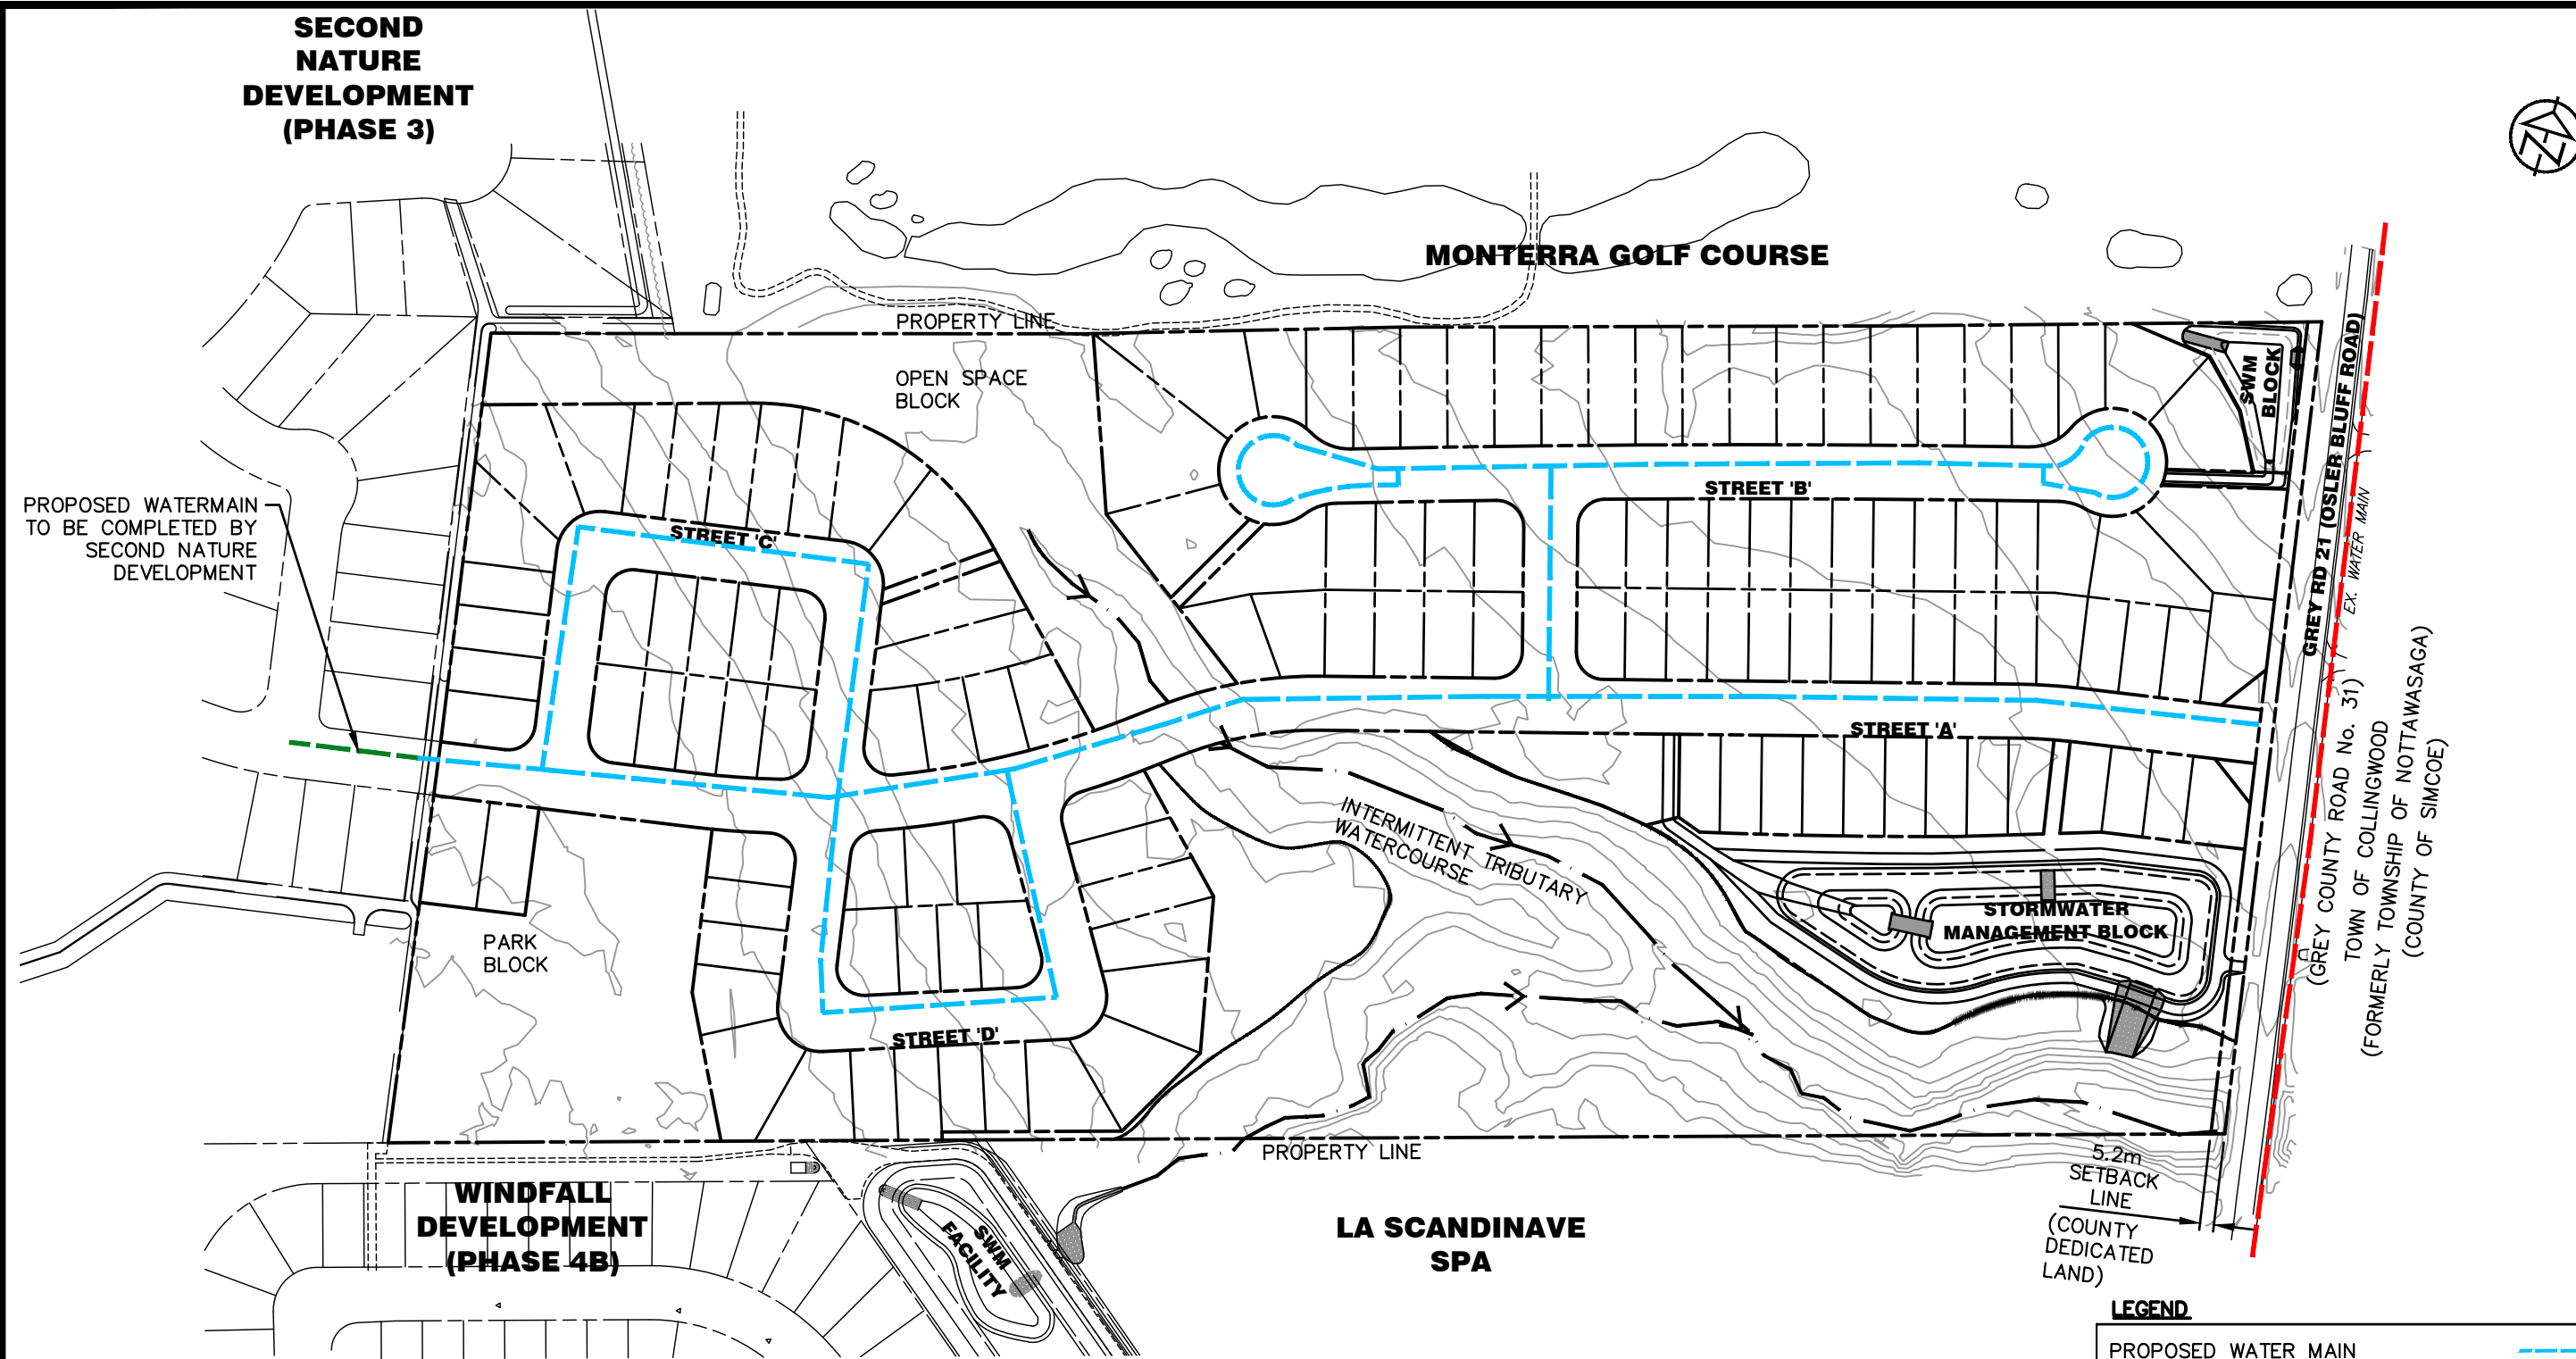 SECOND
NATURE
DEVELOPMENT
(PHASE 3)
MONTERRA GOLF COURSE
PROPERTY LINE
OPEN SPACE
BLOCK
SWM
BLOCK
GREY RD 21 (OSLER BLUFF ROAD)
EX. WATER MAIN
STREET 'B'
PROPOSED WATERMAIN
TO BE COMPLETED BY
SECOND NATURE
DEVELOPMENT
STREET 'C'
STREET 'A'
(GREY COUNTY ROAD No. 31)
TOWN OF COLLINGWOOD
(FORMERLY TOWNSHIP OF NOTTAWASAGA)
(COUNTY OF SIMCOE)
INTERMITTENT TRIBUTARY
WATERCOURSE
STORMWATER
MANAGEMENT BLOCK
PARK
BLOCK
STREET 'D'
PROPERTY LINE
5.2m
SETBACK
LINE
(COUNTY
DEDICATED
LAND)
WINDFALL
DEVELOPMENT
(PHASE 4B)
SWM
FACILITY
LA SCANDINAVE
SPA
LEGEND
PROPOSED WATER MAIN
N